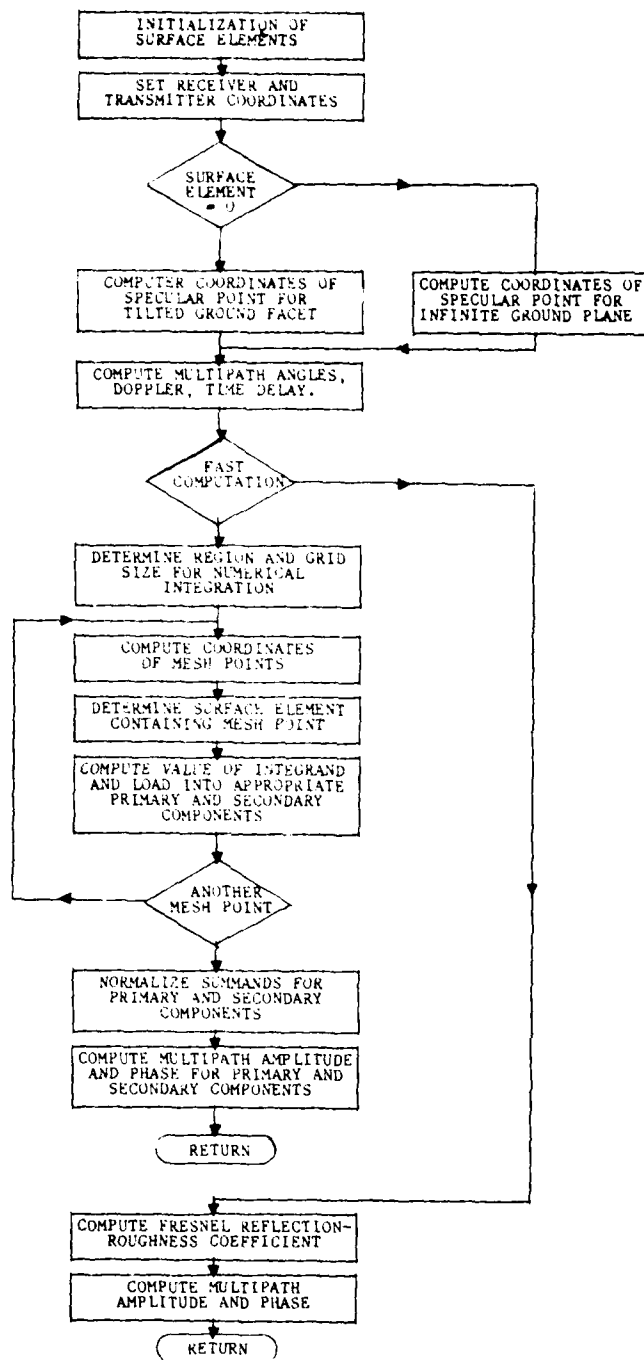 INITIALIZATION OF
SURFACE ELEMENTS
SET RECEIVER AND
TRANSMITTER COORDINATES
SURFACE
ELEMENT
= 0
COMPUTER COORDINATES OF
SPECULAR POINT FOR
TILTED GROUND FACET
COMPUTE COORDINATES OF
SPECULAR POINT FOR
INFINITE GROUND PLANE
COMPUTE MULTIPATH ANGLES,
DOPPLER, TIME DELAY.
FAST
COMPUTATION
DETERMINE REGION AND GRID
SIZE FOR NUMERICAL
INTEGRATION
COMPUTE COORDINATES
OF MESH POINTS
DETERMINE SURFACE ELEMENT
CONTAINING MESH POINT
COMPUTE VALUE OF INTEGRAND
AND LOAD INTO APPROPRIATE
PRIMARY AND SECONDARY
COMPONENTS
ANOTHER
MESH POINT
NORMALIZE SUMMANDS FOR
PRIMARY AND SECONDARY
COMPONENTS
COMPUTE MULTIPATH AMPLITUDE
AND PHASE FOR PRIMARY AND
SECONDARY COMPONENTS
RETURN
COMPUTE FRESNEL REFLECTION-
ROUGHNESS COEFFICIENT
COMPUTE MULTIPATH
AMPLITUDE AND PHASE
RETURN